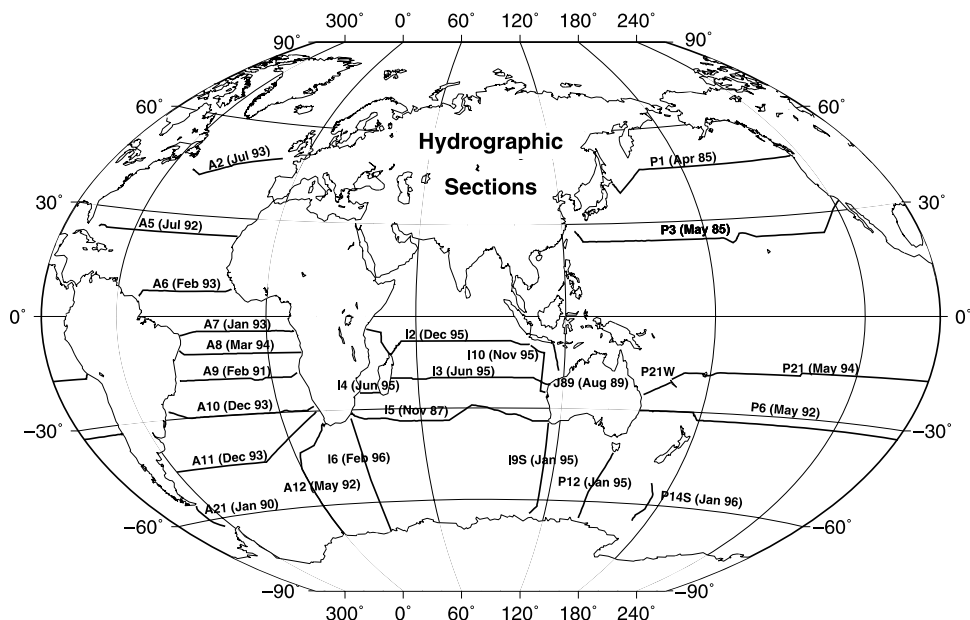 300° 0° 60° 120° 180° 240°
90° 90°
60° 60°
Hydrographic
Sections
A2 (Jul 93)
P1 (Apr 85)
30° 30°
A5 (Jul 92)
P3 (May 85)
A6 (Feb 93)
0° 0°
A7 (Jan 93)
I2 (Dec 95)
A8 (Mar 94)
I10 (Nov 95)
A9 (Feb 91)
I3 (Jun 95)
P21W
P21 (May 94)
I4 (Jun 95)
J89 (Aug 89)
A10 (Dec 93)
I5 (Nov 87)
P6 (May 92)
−30° −30°
A11 (Dec 93)
I6 (Feb 96)
I9S (Jan 95)
A12 (May 92)
P12 (Jan 95)
P14S (Jan 96)
A21 (Jan 90)
−60° −60°
−90° −90°
300° 0° 60° 120° 180° 240°